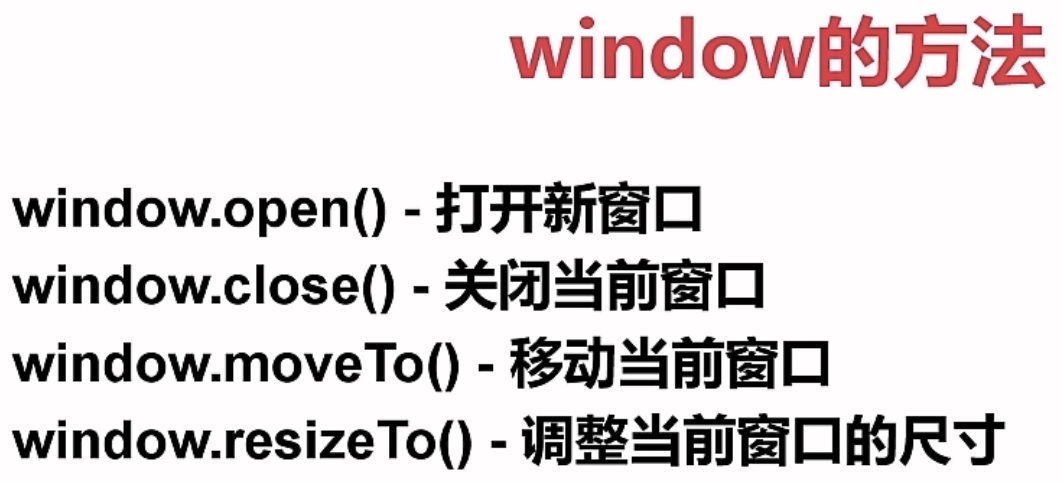 window的方法
window.open() - 打开新窗口
window.close() - 关闭当前窗口
window.moveTo() - 移动当前窗口
window.resizeTo() - 调整当前窗口的尺寸